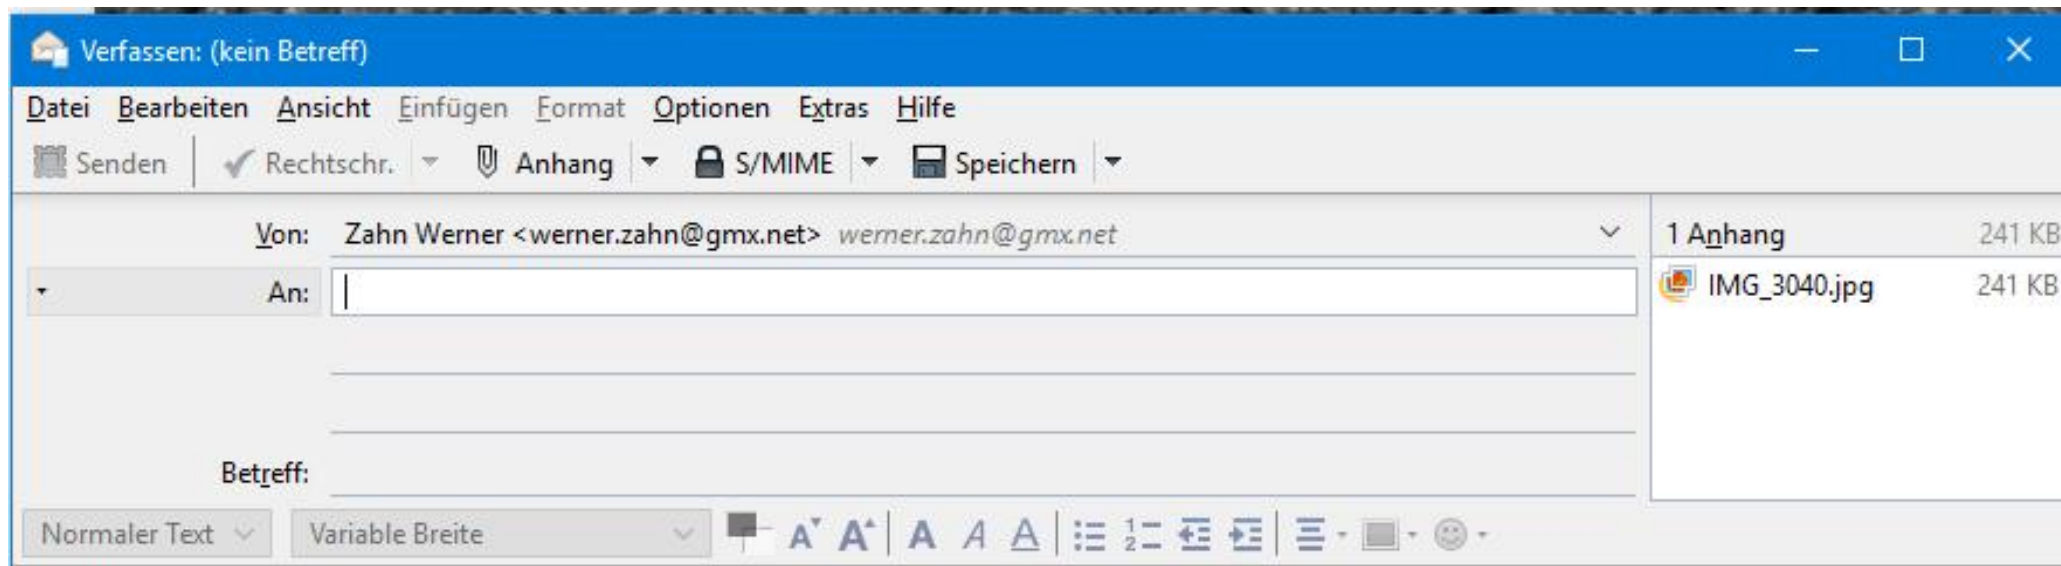 Verfassen: (kein Betreff)
Datei Bearbeiten Ansicht Einfügen Format Optionen Extras Hilfe
Senden Rechtschr. Anhang S/MIME Speichern
Von: Zahn Werner <werner.zahn@gmx.net> werner.zahn@gmx.net
1 Anhang 241 KB
An:
IMG_3040.jpg 241 KB
Betreff:
Normaler Text Variable Breite